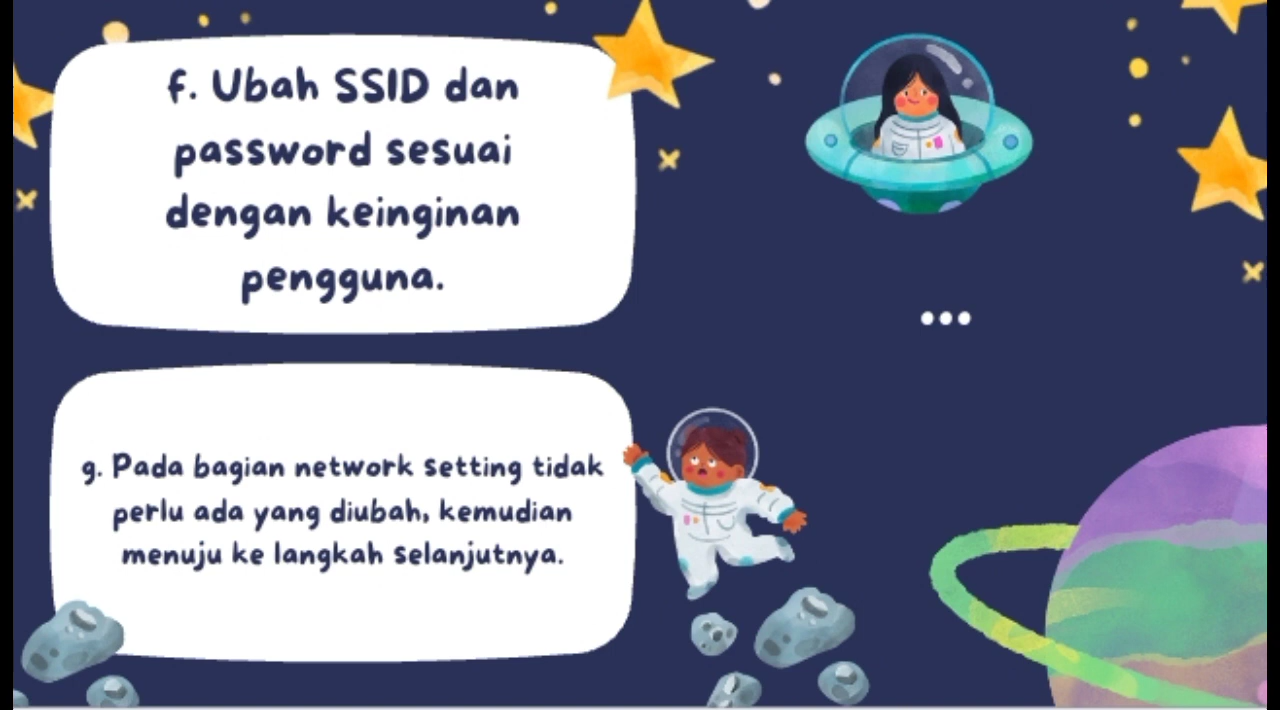 f. Ubah SSID dan
password sesuai
dengan keinginan
pengguna.
...
g. Pada bagian network setting tidak
perlu ada yang diubah, kemudian
menuju ke langkah selanjutnya.